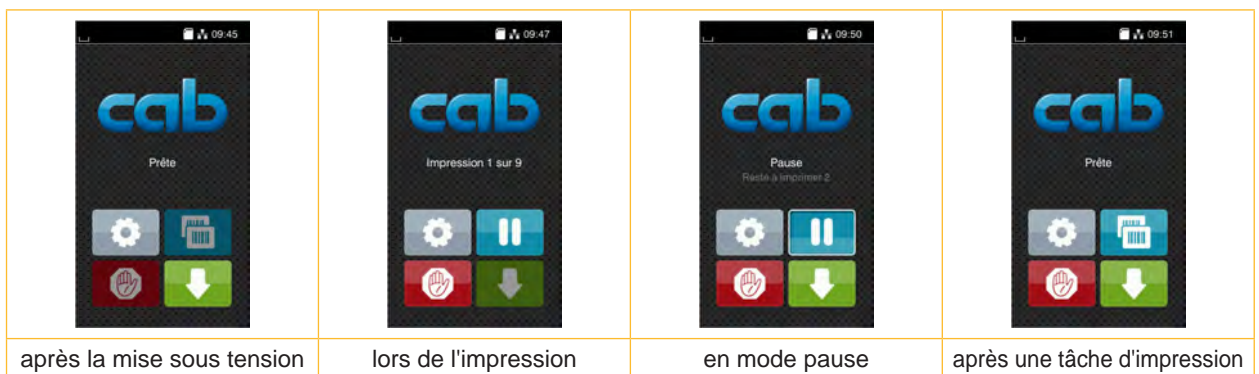 09:45
cab
Prête
après la mise sous tension
09:47
cab
Impression 1 sur 9
lors de l'impression
09:50
cab
Pause
Reste à imprimer 2
en mode pause
09:51
cab
Prête
après une tâche d'impression